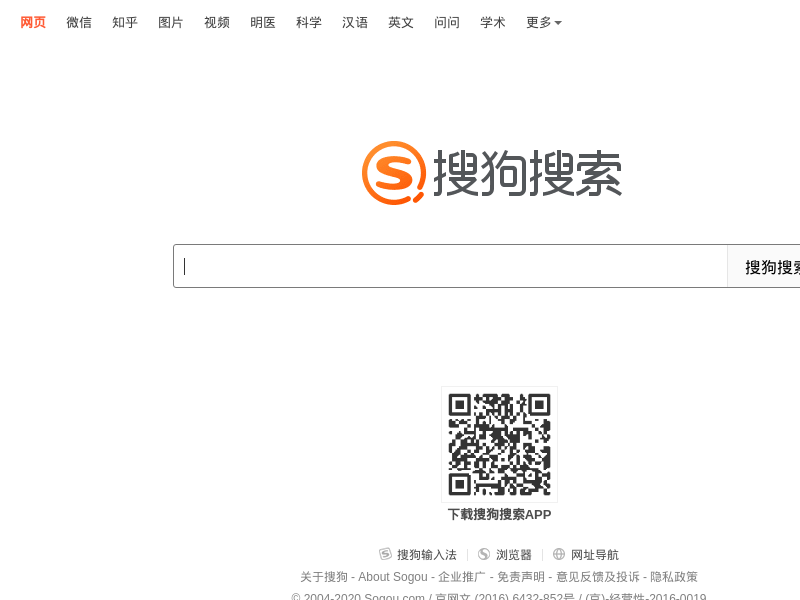 网页 微信 知乎 图片 视频 明医 科学 汉语 英文 问问 学术 更多
搜狗搜索
搜狗搜索
下载搜狗搜索APP
搜狗输入法 浏览器 网址导航
关于搜狗 - About Sogou - 企业推广 - 免责声明 - 意见反馈及投诉 - 隐私政策
© 2004-2020 Sogou.com / 京网文 (2016) 6432-852号 / (京)-经营性-2016-0019